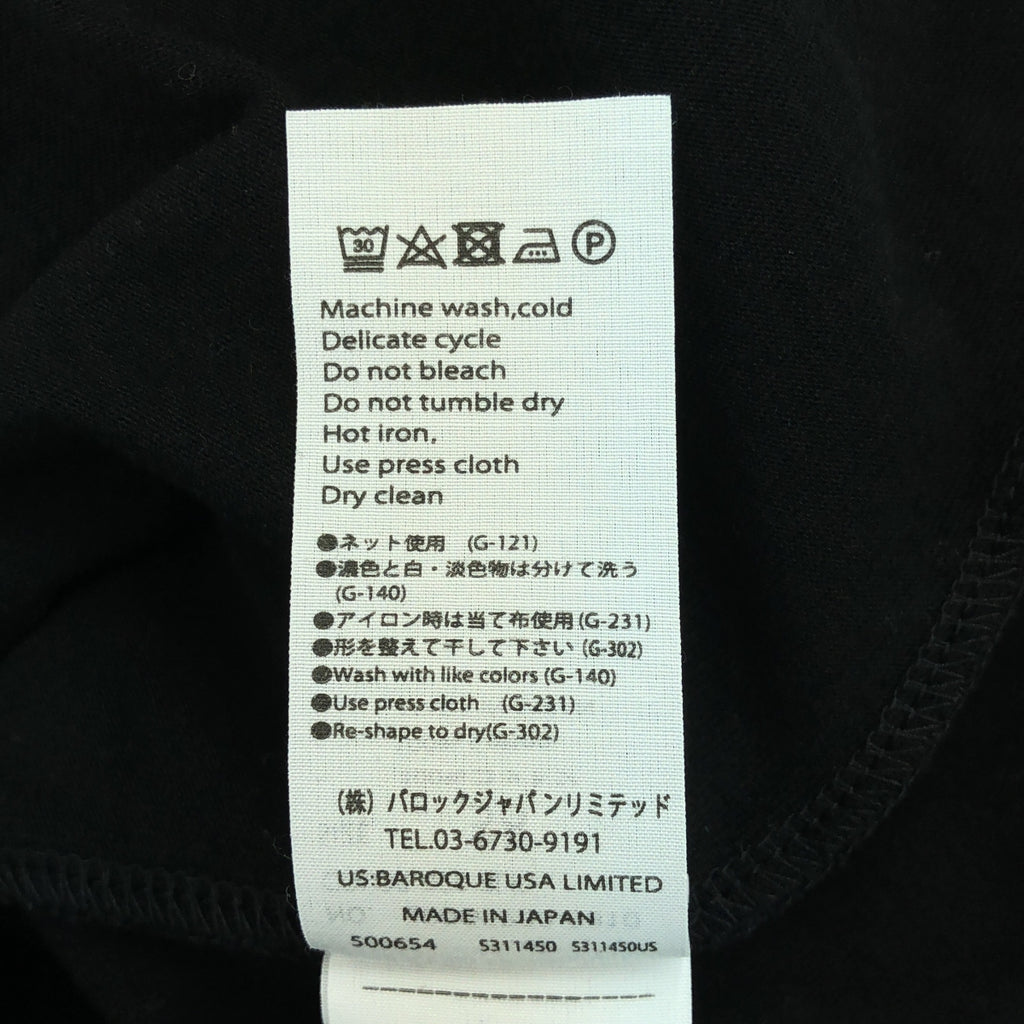 30 P
Machine wash,cold
Delicate cycle
Do not bleach
Do not tumble dry
Hot iron.
Use press cloth
Dry clean
●ネット使用 (G-121)
●濃色と白・淡色物は分けて洗う
(G-140)
●アイロン時は当て布使用(G-231)
●形を整えて干して下さい (G-302)
●Wash with like colors (G-140)
●Use press cloth (G-231)
●Re-shape to dry(G-302)
(株) バロックジャパンリミテッド
TEL.03-6730-9191
US:BAROQUE USA LIMITED
MADE IN JAPAN
500654 5311450 5311450US